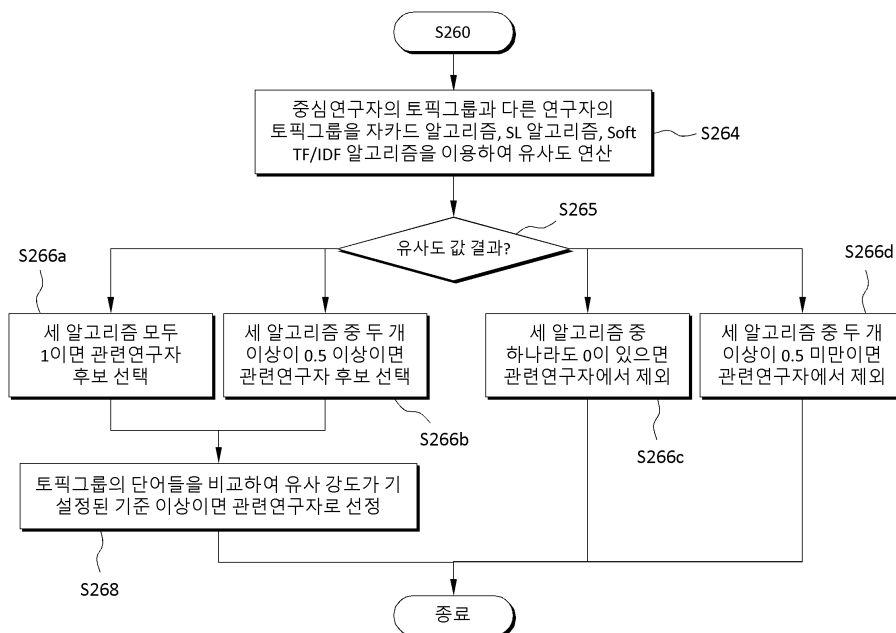 S260
중심연구자의 토픽그룹과 다른 연구자의
토픽그룹을 자카드 알고리즘, SL 알고리즘, Soft
TF/IDF 알고리즘을 이용하여 유사도 연산
S264
S265
유사도 값 결과?
S266a
세 알고리즘 모두
1이면 관련연구자
후보 선택
세 알고리즘 중 두 개
이상이 0.5 이상이면
관련연구자 후보 선택
S266b
세 알고리즘 중
하나라도 0이 있으면
관련연구자에서 제외
S266c
S266d
세 알고리즘 중 두 개
이상이 0.5 미만이면
관련연구자에서 제외
토픽그룹의 단어들을 비교하여 유사 강도가 기
설정된 기준 이상이면 관련연구자로 선정
S268
종료